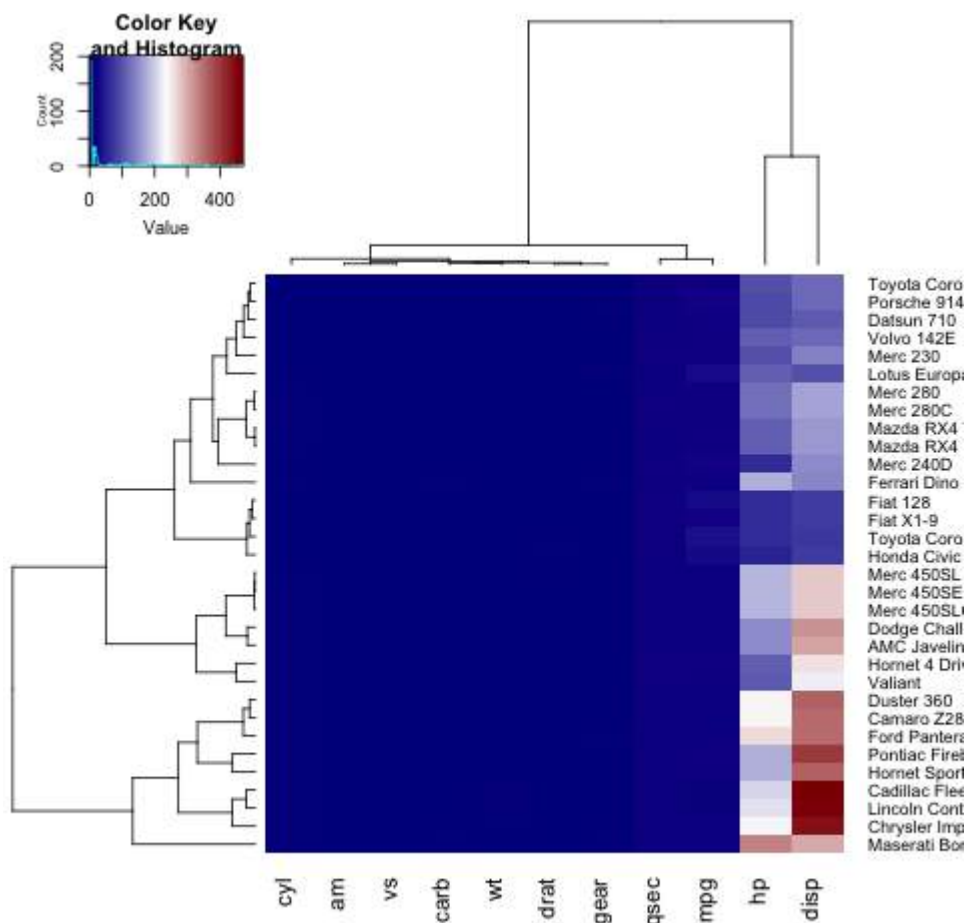 Color Key
and Histogram
Count
0
100
200
0
200
400
Value
Toyota Coro
Porsche 914
Datsun 710
Volvo 142E
Merc 230
Lotus Europa
Merc 280
Merc 280C
Mazda RX4
Mazda RX4
Merc 240D
Ferrari Dino
Fiat 128
Fiat X1-9
Toyota Coro
Honda Civic
Merc 450SL
Merc 450SE
Merc 450SL
Dodge Chall
AMC Javelin
Hornet 4 Driv
Valiant
Duster 360
Camaro Z28
Ford Pantera
Pontiac Fireb
Hornet Sport
Cadillac Flee
Lincoln Cont
Chrysler Imp
Maserati Bor
cyl
am
vs
carb
wt
drat
gear
qsec
mpg
hp
disp